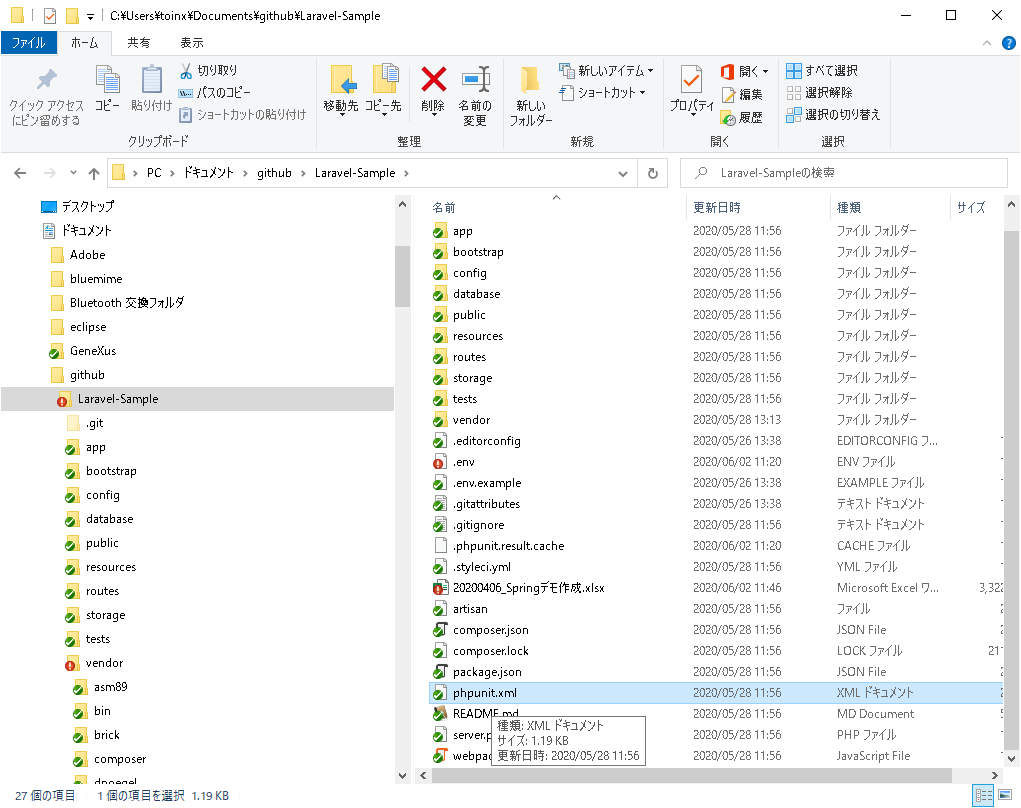 C:¥Users¥toinx¥Documents¥github¥Laravel-Sample
ファイル ホーム 共有 表示
クイック アクセス
にピン留めする
コピー
貼り付け
切り取り
パスのコピー
ショートカットの貼り付け
クリップボード
移動先
コピー先
削除
名前の
変更
整理
新しい
フォルダー
新しいアイテム
ショートカット
新規
プロパティ
開く
編集
履歴
開く
すべて選択
選択解除
選択の切り替え
選択
PC › ドキュメント › github › Laravel-Sample ›
Laravel-Sampleの検索
デスクトップ
ドキュメント
Adobe
bluemime
Bluetooth 交換フォルダ
eclipse
GeneXus
github
Laravel-Sample
.git
app
bootstrap
config
database
public
resources
routes
storage
tests
vendor
asm89
bin
brick
composer
dnoegel
名前 更新日時 種類 サイズ
app 2020/05/28 11:56 ファイル フォルダー
bootstrap 2020/05/28 11:56 ファイル フォルダー
config 2020/05/28 11:56 ファイル フォルダー
database 2020/05/28 11:56 ファイル フォルダー
public 2020/05/28 11:56 ファイル フォルダー
resources 2020/05/28 11:56 ファイル フォルダー
routes 2020/05/28 11:56 ファイル フォルダー
storage 2020/05/28 11:56 ファイル フォルダー
tests 2020/05/28 11:56 ファイル フォルダー
vendor 2020/05/28 13:13 ファイル フォルダー
.editorconfig 2020/05/26 13:38 EDITORCONFIG フ...
.env 2020/06/02 11:20 ENV ファイル
.env.example 2020/05/26 13:38 EXAMPLE ファイル
.gitattributes 2020/05/26 13:38 テキスト ドキュメント
.gitignore 2020/05/28 11:56 テキスト ドキュメント
.phpunit.result.cache 2020/06/02 11:20 CACHE ファイル
.styleci.yml 2020/05/28 11:56 YML ファイル
20200406_Springデモ作成.xlsx 2020/06/02 11:46 Microsoft Excel ワ... 3,322
artisan 2020/05/28 11:56 ファイル
composer.json 2020/05/28 11:56 JSON File
composer.lock 2020/05/28 11:56 LOCK ファイル
package.json 2020/05/28 11:56 JSON File
phpunit.xml 2020/05/28 11:56 XML ドキュメント
README.md 2020/05/28 11:56 MD Document
server.p 2020/05/28 11:56 PHP ファイル
webpac 2020/05/28 11:56 JavaScript File
種類: XML ドキュメント
サイズ: 1.19 KB
更新日時: 2020/05/28 11:56
27 個の項目 1 個の項目を選択 1.19 KB